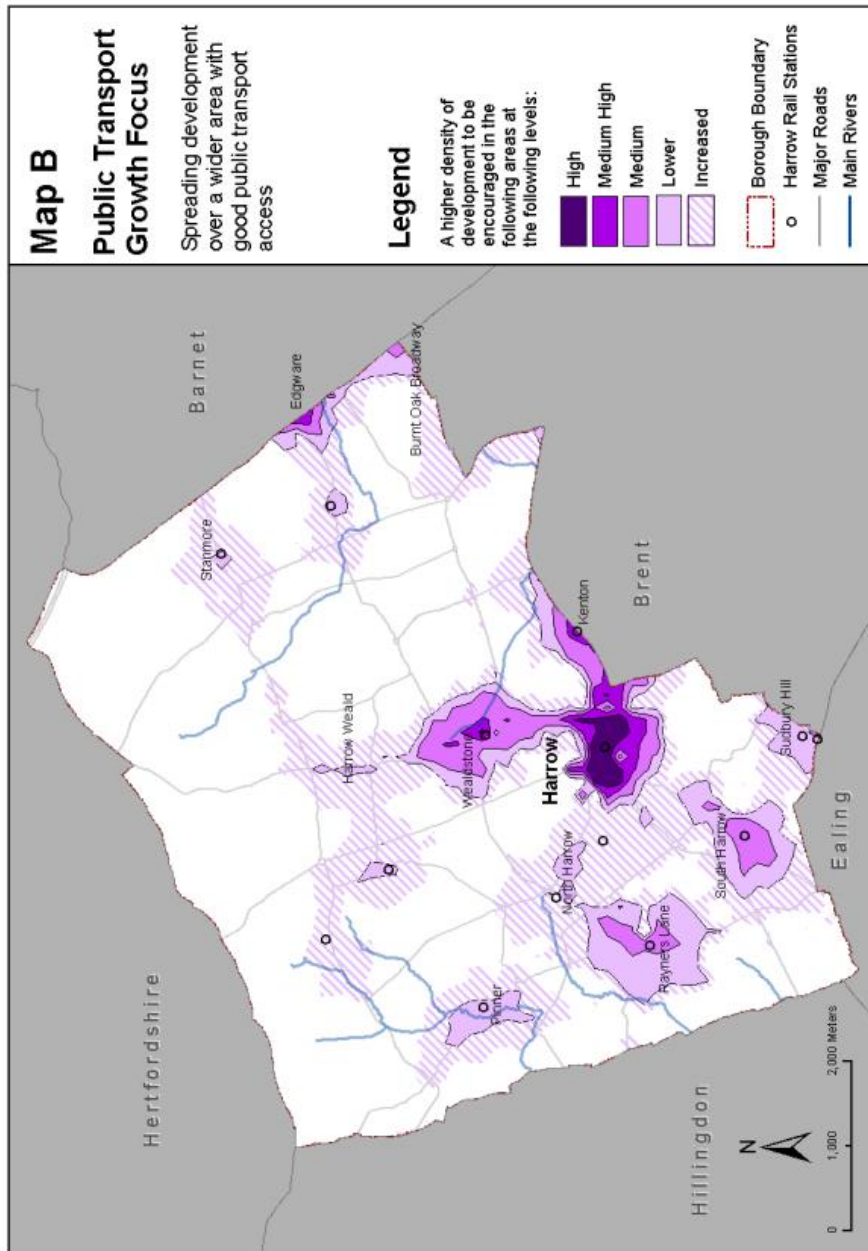 Map B
Public Transport
Growth Focus
Spreading development
over a wider area with
good public transport
access
Legend
A higher density of
development to be
encouraged in the
following areas at
the following levels:
High
Medium High
Medium
Lower
Increased
Borough Boundary
Harrow Rail Stations
Major Roads
Main Rivers
Hertfordshire
Barnet
Stanmore
Edgware
Harrow Weald
Burnt Oak Broadway
Pinner
Wealdstone
Harrow
North Harrow
Kenton
Rayners Lane
Brent
South Harrow
Sudbury Hill
Hillingdon
Ealing
N
0 1,000 2,000 Meters